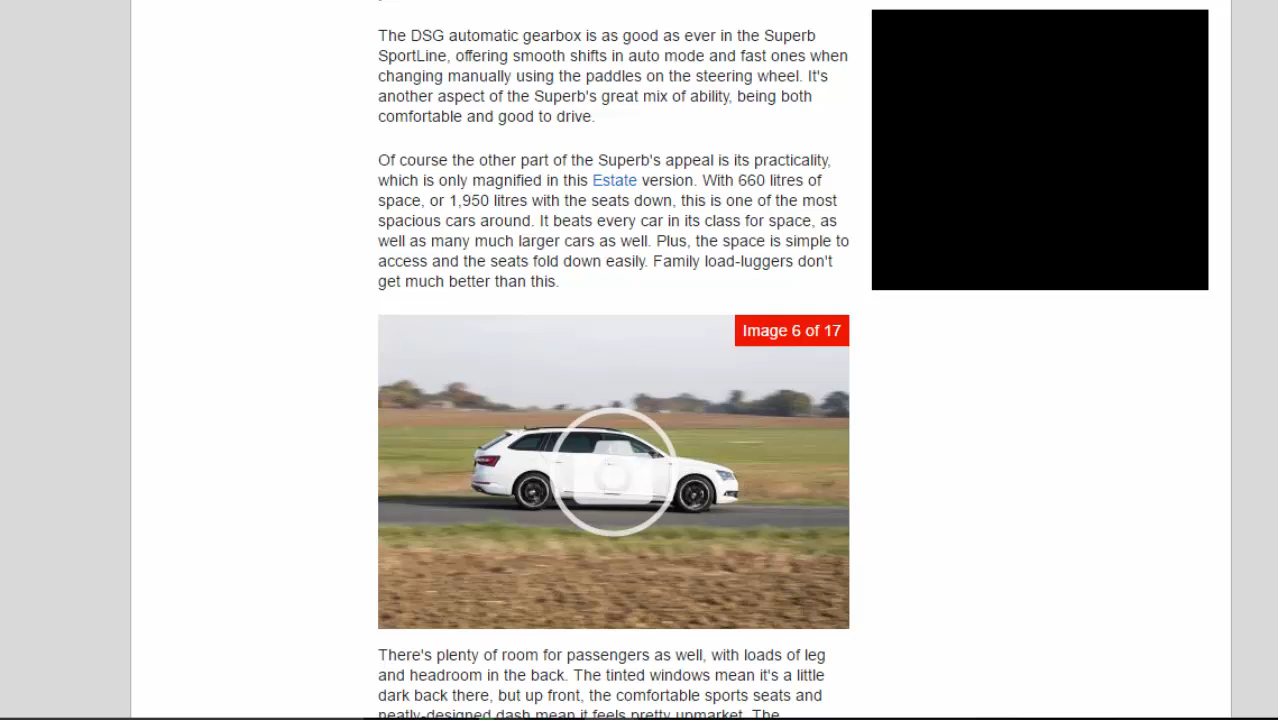 The DSG automatic gearbox is as good as ever in the Superb
SportLine, offering smooth shifts in auto mode and fast ones when
changing manually using the paddles on the steering wheel. It's
another aspect of the Superb's great mix of ability, being both
comfortable and good to drive.
Of course the other part of the Superb's appeal is its practicality,
which is only magnified in this Estate version. With 660 litres of
space, or 1,950 litres with the seats down, this is one of the most
spacious cars around. It beats every car in its class for space, as
well as many much larger cars as well. Plus, the space is simple to
access and the seats fold down easily. Family load-luggers don't
get much better than this.
Image 6 of 17
There's plenty of room for passengers as well, with loads of leg
and headroom in the back. The tinted windows mean it's a little
dark back there, but up front, the comfortable sports seats and
neatly-designed dash mean it feels pretty upmarket. The